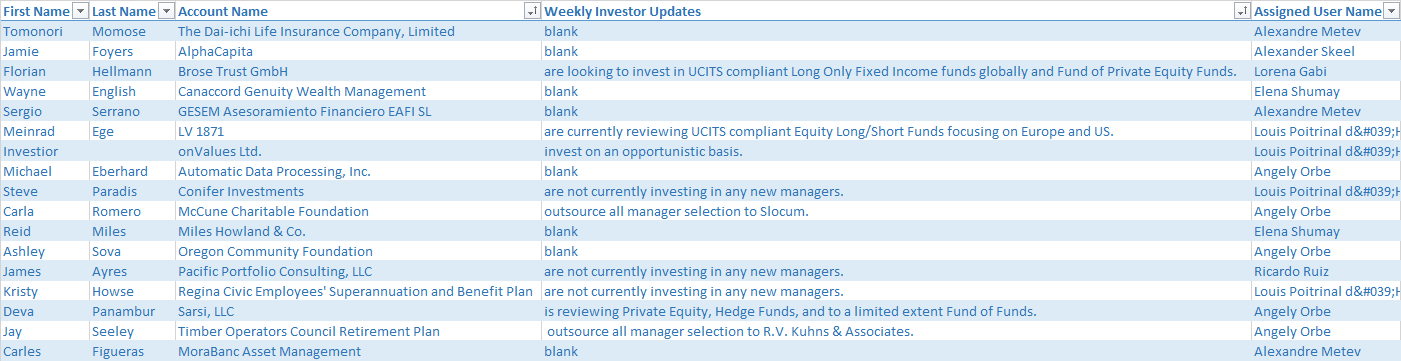 First Name Last Name Account Name Weekly Investor Updates Assigned User Name
Tomonori Momose The Dai-ichi Life Insurance Company, Limited blank Alexandre Metev
Jamie Foyers AlphaCapita blank Alexander Skeel
Florian Hellmann Brose Trust GmbH are looking to invest in UCITS compliant Long Only Fixed Income funds globally and Fund of Private Equity Funds. Lorena Gabi
Wayne English Canaccord Genuity Wealth Management blank Elena Shumay
Sergio Serrano GESEM Asesoramiento Financiero EAFI SL blank Alexandre Metev
Meinrad Ege LV 1871 are currently reviewing UCITS compliant Equity Long/Short Funds focusing on Europe and US. Louis Poitrinal d&#039;H
Investior onValues Ltd. invest on an opportunistic basis. Louis Poitrinal d&#039;H
Michael Eberhard Automatic Data Processing, Inc. blank Angely Orbe
Steve Paradis Conifer Investments are not currently investing in any new managers. Louis Poitrinal d&#039;H
Carla Romero McCune Charitable Foundation outsource all manager selection to Slocum. Angely Orbe
Reid Miles Miles Howland & Co. blank Elena Shumay
Ashley Sova Oregon Community Foundation blank Angely Orbe
James Ayres Pacific Portfolio Consulting, LLC are not currently investing in any new managers. Ricardo Ruiz
Kristy Howse Regina Civic Employees' Superannuation and Benefit Plan are not currently investing in any new managers. Louis Poitrinal d&#039;H
Deva Panambur Sarsi, LLC is reviewing Private Equity, Hedge Funds, and to a limited extent Fund of Funds. Angely Orbe
Jay Seeley Timber Operators Council Retirement Plan outsource all manager selection to R.V. Kuhns & Associates. Angely Orbe
Carles Figueras MoraBanc Asset Management blank Alexandre Metev